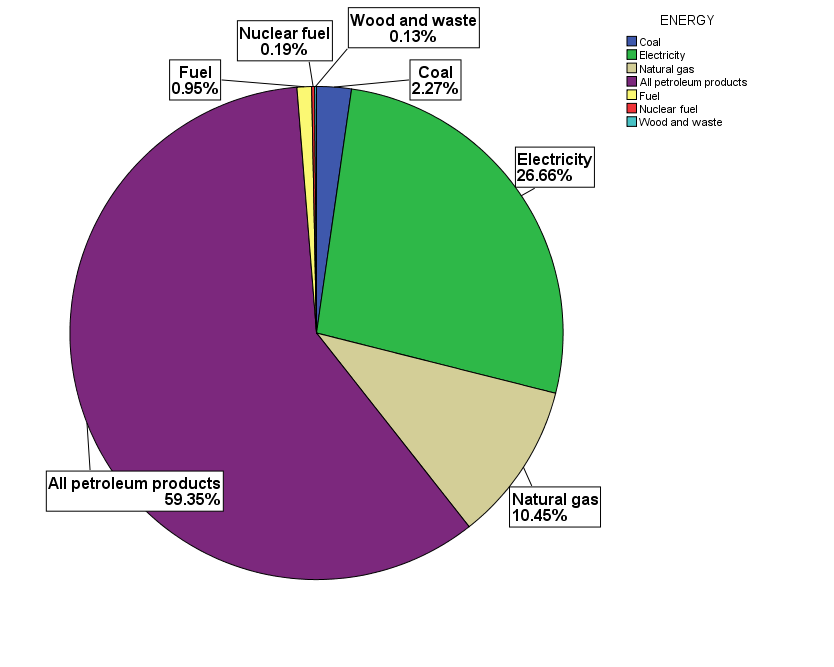 Wood and waste
0.13%
Nuclear fuel
0.19%
Fuel
0.95%
Coal
2.27%
Electricity
26.66%
All petroleum products
59.35%
Natural gas
10.45%
ENERGY
Coal
Electricity
Natural gas
All petroleum products
Fuel
Nuclear fuel
Wood and waste